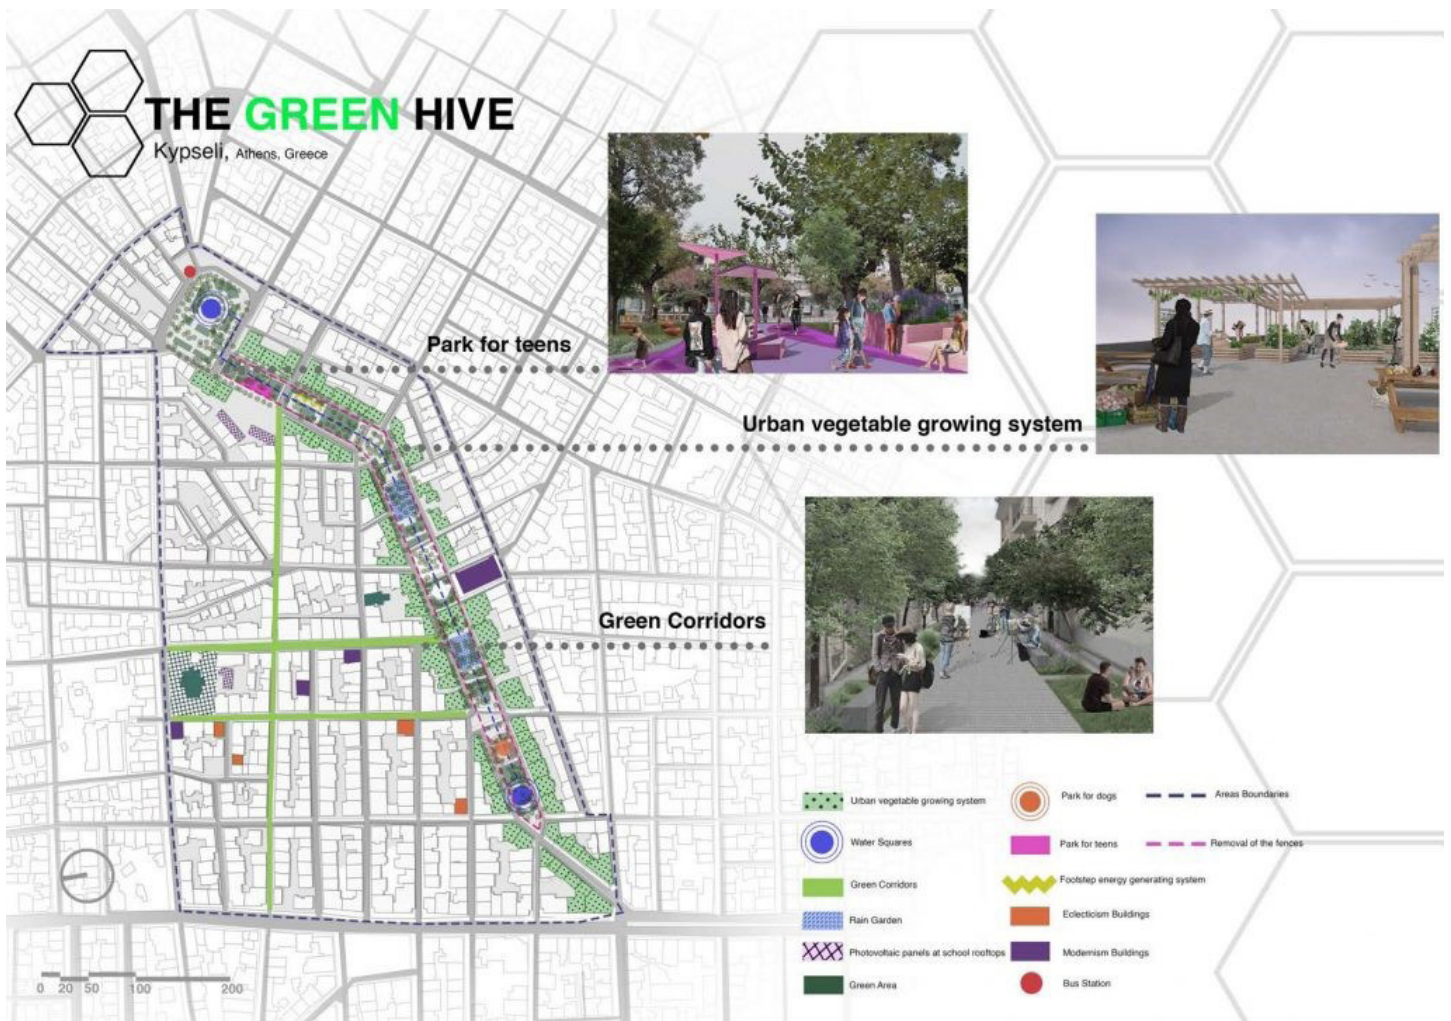 THE GREEN HIVE
Kypseli, Athens, Greece
Park for teens
Urban vegetable growing system
Green Corridors
Urban vegetable growing system
Water Squares
Green Corridors
Rain Garden
Photovoltaic panels at school rooftops
Green Area
Park for dogs
Park for teens
Footstep energy generating system
Eclecticism Buildings
Modernism Buildings
Bus Station
Areas Boundaries
Removal of the fences
0 20 50 100 200